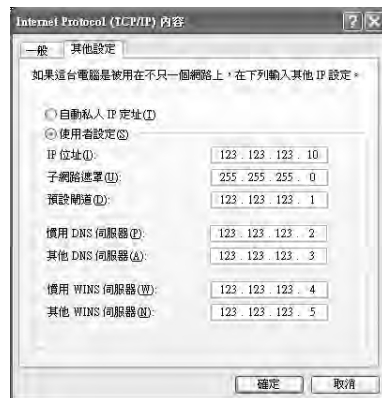 Internet Protocol (TCP/IP) 內容
一般 其他設定
如果這台電腦是被用在不只一個網路上，在下列輸入其他 IP 設定。
自動私人 IP 定址(T)
使用者設定(S)
IP 位址(I): 123 . 123 . 123 . 10
子網路遮罩(U): 255 . 255 . 255 . 0
預設閘道(D): 123 . 123 . 123 . 1
慣用 DNS 伺服器(P): 123 . 123 . 123 . 2
其他 DNS 伺服器(A): 123 . 123 . 123 . 3
慣用 WINS 伺服器(W): 123 . 123 . 123 . 4
其他 WINS 伺服器(N): 123 . 123 . 123 . 5
確定 取消